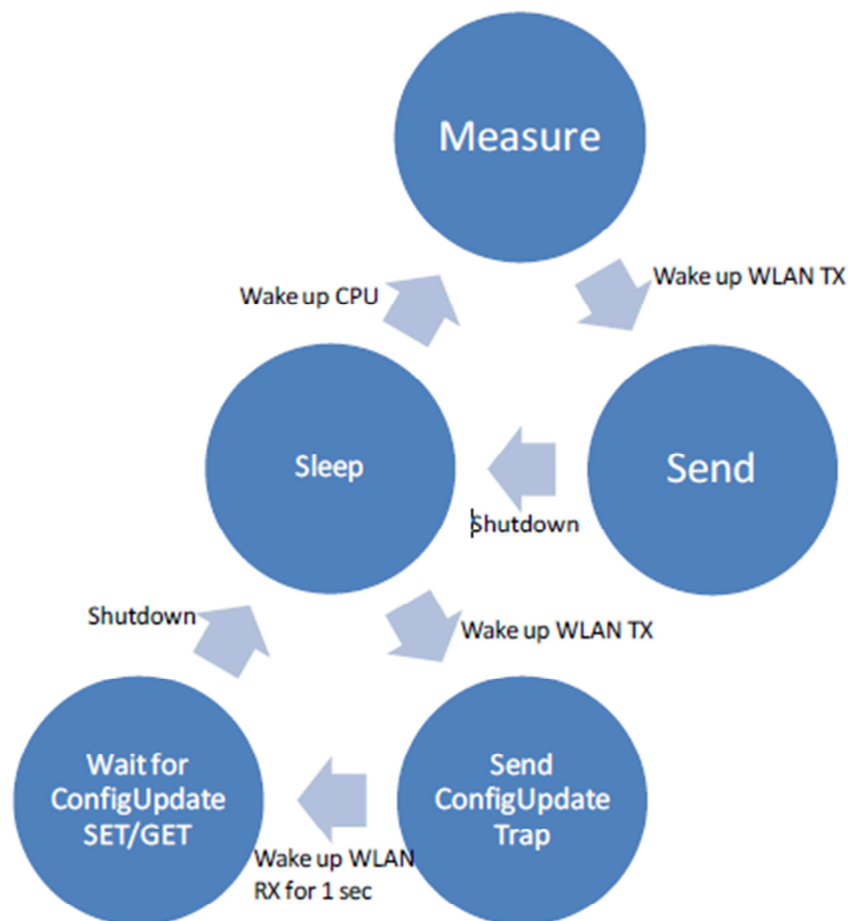 Measure
Wake up CPU
Wake up WLAN TX
Sleep
Send
Shutdown
Shutdown
Wake up WLAN TX
Wait for
ConfigUpdate
SET/GET
Send
ConfigUpdate
Trap
Wake up WLAN
RX for 1 sec